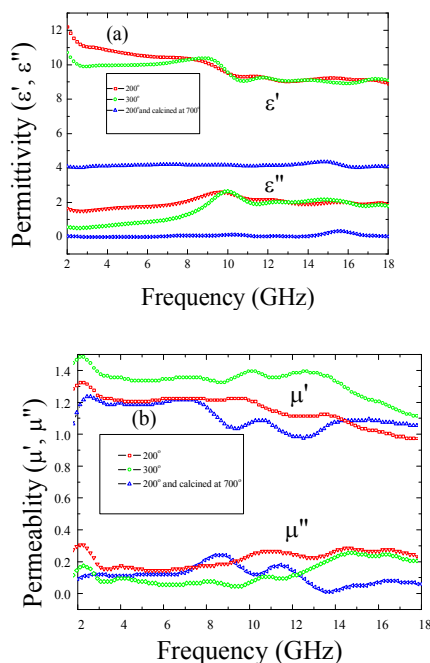 (a)
Permittivity (ε', ε'')
12
10
8
6
4
2
0
200°
300°
200°and calcined at 700°
ε'
ε''
2 4 6 8 10 12 14 16 18
Frequency (GHz)
(b)
Permeablity (μ', μ'')
1.4
1.2
1.0
0.8
0.6
0.4
0.2
0.0
μ'
200°
300°
200° and calcined at 700°
μ''
2 4 6 8 10 12 14 16 18
Frequency (GHz)